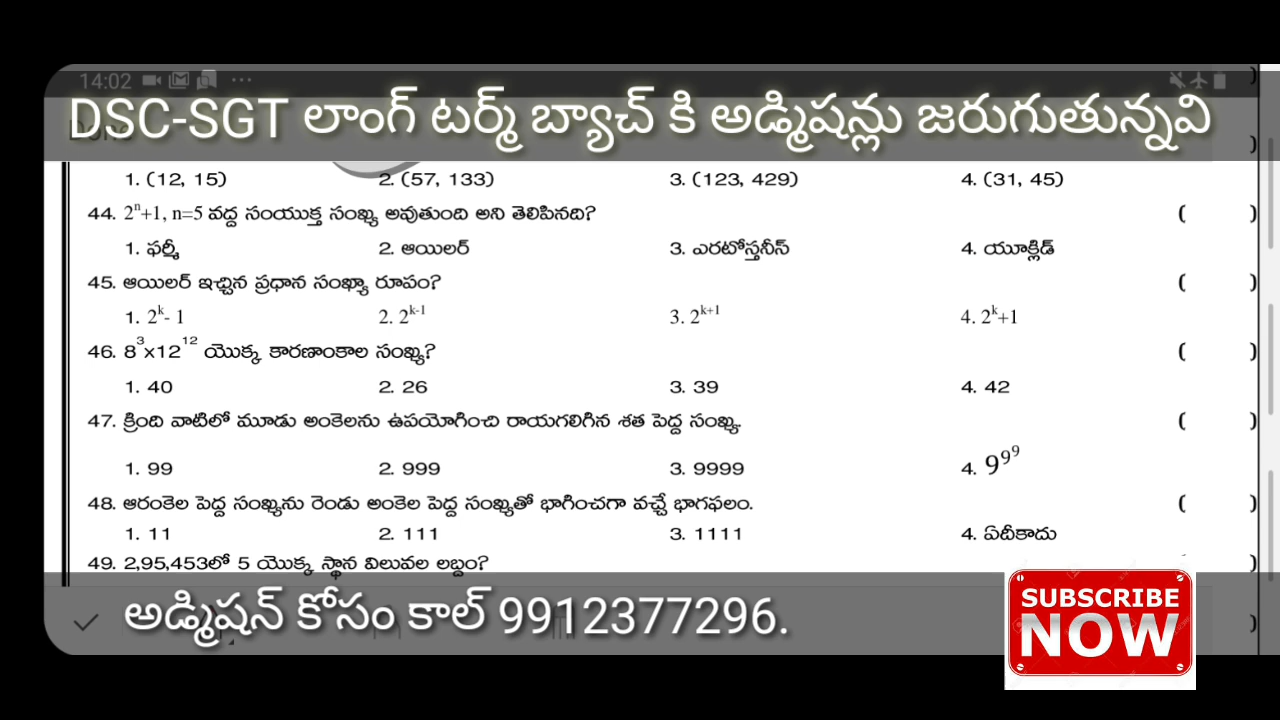 14:02
DSC-SGT లాంగ్ టర్మ్ బ్యాచ్ కి అడ్మిషన్లు జరుగుతున్నవి
1. (12, 15) 2. (57, 133) 3. (123, 429) 4. (31, 45)
44. 2ⁿ+1, n=5 వద్ద సంయుక్త సంఖ్య అవుతుంది అని తెలిపినది? ( )
1. ఫర్మీ 2. ఆయిలర్ 3. ఎరటోస్తనీస్ 4. యూక్లిడ్
45. ఆయిలర్ ఇచ్చిన ప్రధాన సంఖ్యా రూపం? ( )
1. 2ᵏ- 1 2. 2ᵏ⁻¹ 3. 2ᵏ⁺¹ 4. 2ᵏ+1
46. 8³x12¹² యొక్క కారణాంకాల సంఖ్య? ( )
1. 40 2. 26 3. 39 4. 42
47. క్రింది వాటిలో మూడు అంకెలను ఉపయోగించి రాయగలిగిన శత పెద్ద సంఖ్య. ( )
1. 99 2. 999 3. 9999 4. 9^9^9
48. ఆరంకెల పెద్ద సంఖ్యను రెండు అంకెల పెద్ద సంఖ్యతో భాగించగా వచ్చే భాగఫలం. ( )
1. 11 2. 111 3. 1111 4. ఏదీకాదు
49. 2,95,453లో 5 యొక్క స్థాన విలువల లబ్దం? )
అడ్మిషన్ కోసం కాల్ 9912377296.
SUBSCRIBE
NOW